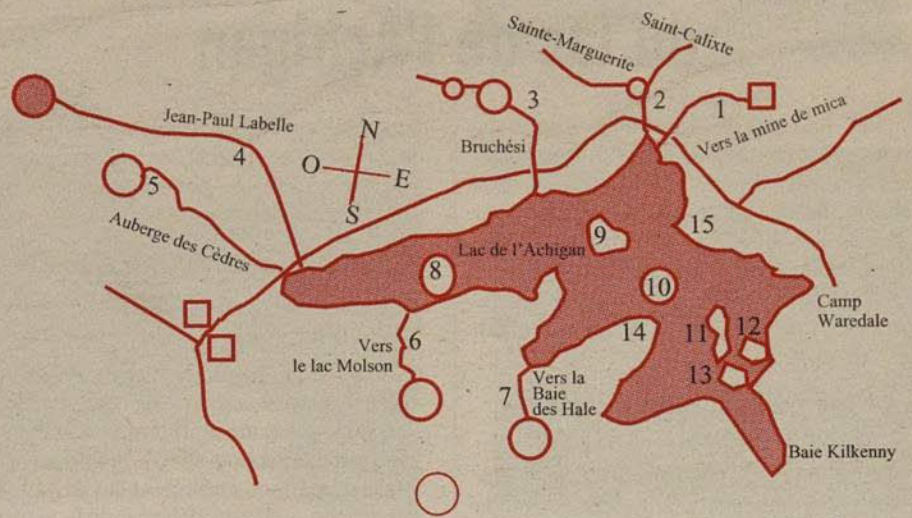 Sainte-Marguerite
Saint-Calixte
1
2
3
Vers la mine de mica
Jean-Paul Labelle
4
Bruchési
N
O
E
S
5
Auberge des Cèdres
Lac de l'Achigan
8
9
10
15
Camp
Waredale
6
Vers
le lac Molson
7
Vers la
Baie
des Hale
14
11
12
13
Baie Kilkenny